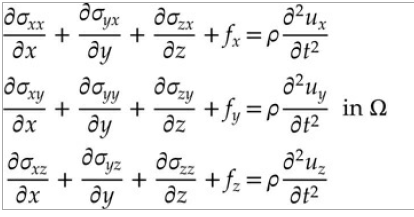 ∂σxx/∂x + ∂σyx/∂y + ∂σzx/∂z + fx = ρ ∂²ux/∂t²
∂σxy/∂x + ∂σyy/∂y + ∂σzy/∂z + fy = ρ ∂²uy/∂t² in Ω
∂σxz/∂x + ∂σyz/∂y + ∂σzz/∂z + fz = ρ ∂²uz/∂t²